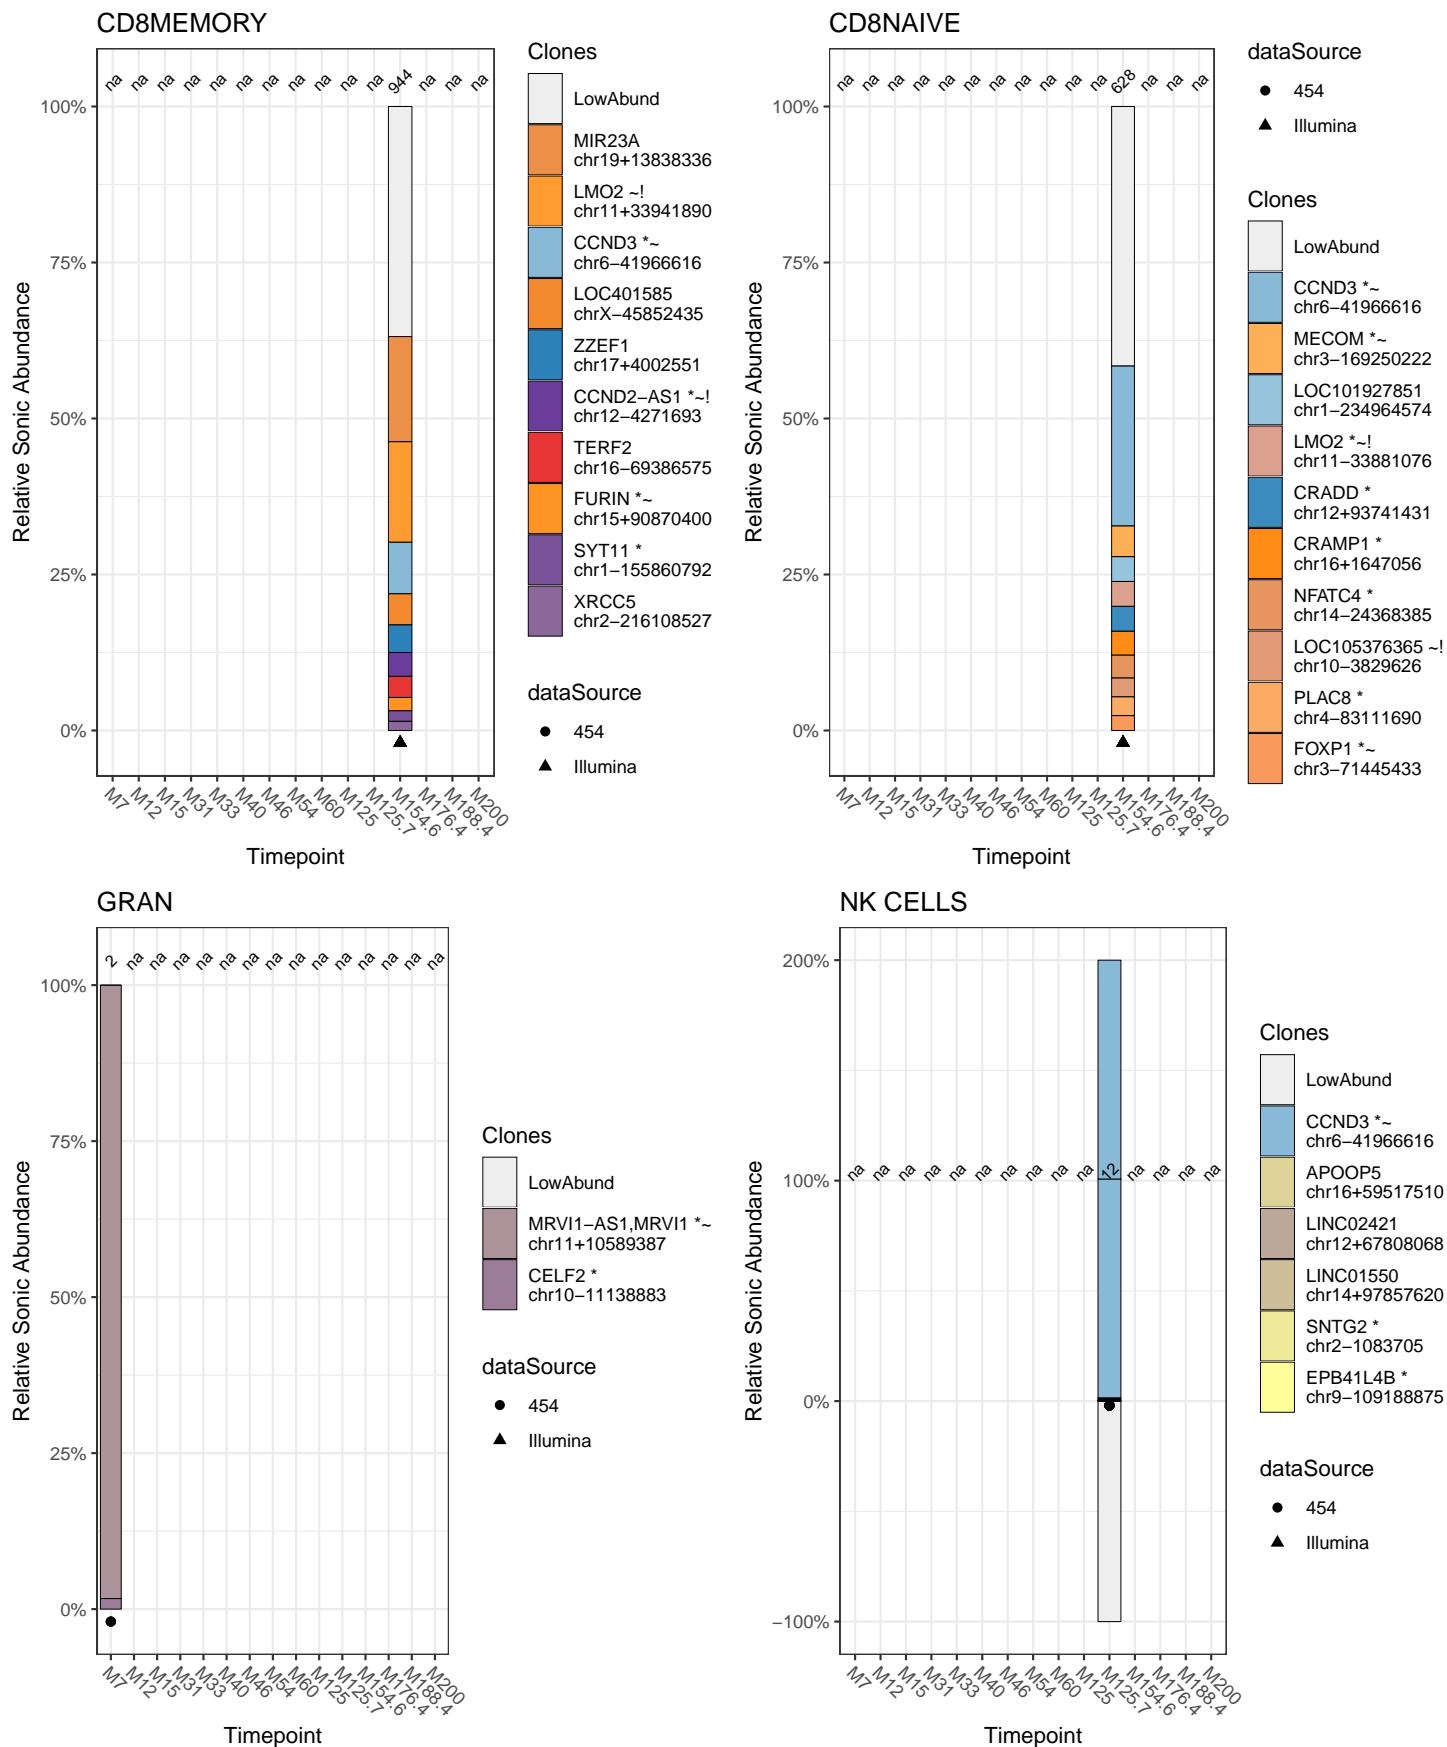 CD8MEMORY
na na na na na na na na na na na 944 na na na
100%
75%
50%
25%
0%
Relative Sonic Abundance
M7 M12 M15 M31 M33 M40 M46 M54 M60 M125 M125.7 M154.6 M176.4 M188.4 M200
Timepoint
Clones
LowAbund
MIR23A
chr19+13838336
LMO2 ~!
chr11+33941890
CCND3 *~
chr6−41966616
LOC401585
chrX−45852435
ZZEF1
chr17+4002551
CCND2−AS1 *~!
chr12−4271693
TERF2
chr16−69386575
FURIN *~
chr15+90870400
SYT11 *
chr1−155860792
XRCC5
chr2−216108527
dataSource
454
Illumina
CD8NAIVE
na na na na na na na na na na na 628 na na na
100%
75%
50%
25%
0%
Relative Sonic Abundance
M7 M12 M15 M31 M33 M40 M46 M54 M60 M125 M125.7 M154.6 M176.4 M188.4 M200
Timepoint
dataSource
454
Illumina
Clones
LowAbund
CCND3 *~
chr6−41966616
MECOM *~
chr3−169250222
LOC101927851
chr1−234964574
LMO2 *~!
chr11−33881076
CRADD *
chr12+93741431
CRAMP1 *
chr16+1647056
NFATC4 *
chr14−24368385
LOC105376365 ~!
chr10−3829626
PLAC8 *
chr4−83111690
FOXP1 *~
chr3−71445433
GRAN
2 na na na na na na na na na na na na na na
100%
75%
50%
25%
0%
Relative Sonic Abundance
M7 M12 M15 M31 M33 M40 M46 M54 M60 M125 M125.7 M154.6 M176.4 M188.4 M200
Timepoint
Clones
LowAbund
MRVI1−AS1,MRVI1 *~
chr11+10589387
CELF2 *
chr10−11138883
dataSource
454
Illumina
NK CELLS
200%
100%
0%
−100%
na na na na na na na na na na 12 na na na na
Relative Sonic Abundance
M7 M12 M15 M31 M33 M40 M46 M54 M60 M125 M125.7 M154.6 M176.4 M188.4 M200
Timepoint
Clones
LowAbund
CCND3 *~
chr6−41966616
APOOP5
chr16+59517510
LINC02421
chr12+67808068
LINC01550
chr14+97857620
SNTG2 *
chr2−1083705
EPB41L4B *
chr9−109188875
dataSource
454
Illumina